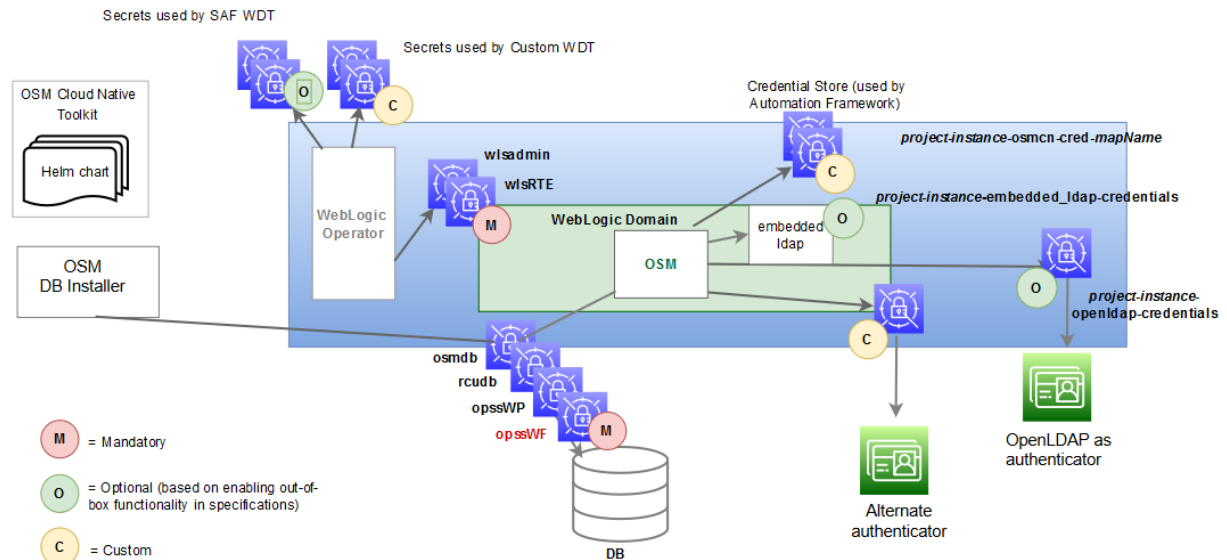 Secrets used by SAF WDT
Secrets used by Custom WDT
O
C
OSM Cloud Native
Toolkit
Helm chart
Credential Store (used by
Automation Framework)
C
project-instance-osmcn-cred-mapName
WebLogic
Operator
wlsadmin
wlsRTE
M
project-instance-embedded_ldap-credentials
WebLogic Domain
embedded
ldap
O
OSM
OSM
DB Installer
O
project-instance-
openldap-credentials
C
osmdb
rcudb
opssWP
opssWF
M
DB
Alternate
authenticator
OpenLDAP as
authenticator
M = Mandatory
O = Optional (based on enabling out-of-
box functionality in specifications)
C = Custom